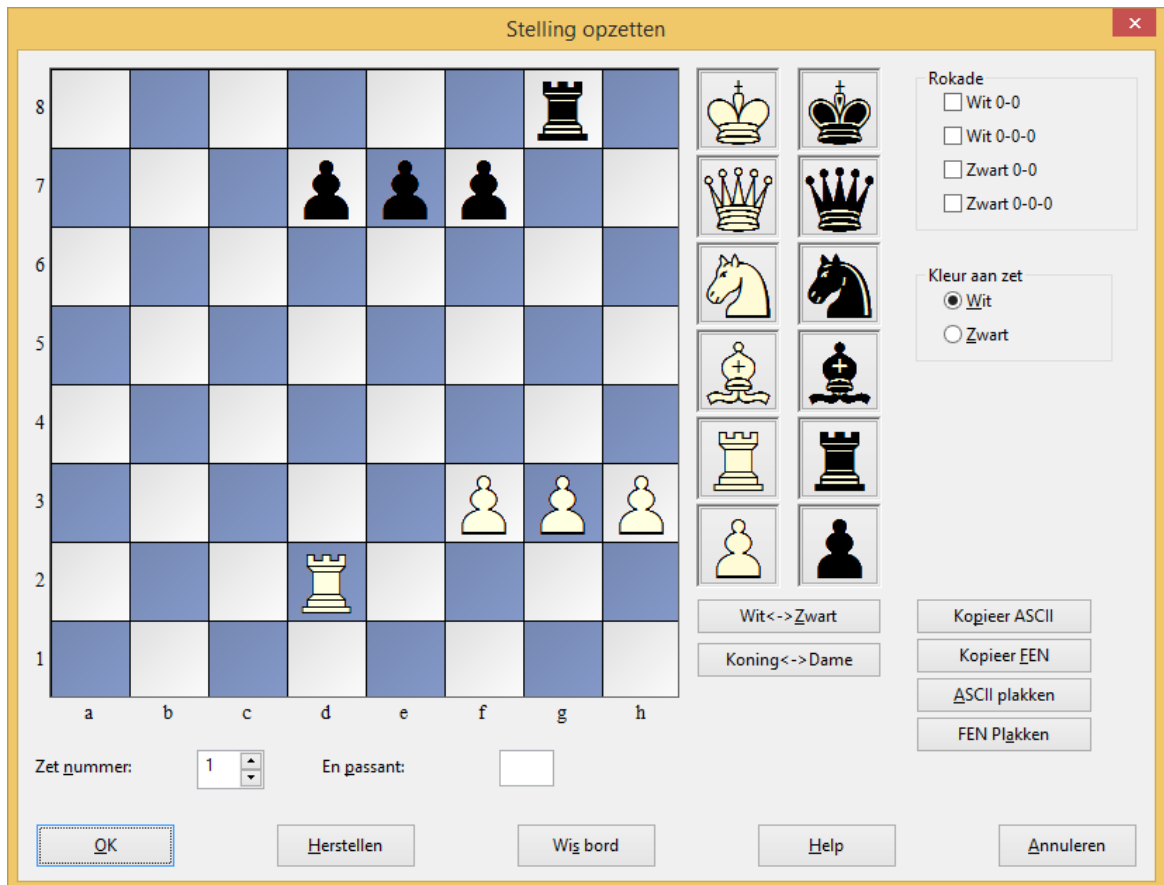 Stelling opzetten
8
7
6
5
4
3
2
1
a b c d e f g h
Rokade
Wit 0-0
Wit 0-0-0
Zwart 0-0
Zwart 0-0-0
Kleur aan zet
Wit
Zwart
Wit<->Zwart
Koning<->Dame
Kopieer ASCII
Kopieer FEN
ASCII plakken
FEN Plakken
Zet nummer: 1 En passant:
OK Herstellen Wis bord Help Annuleren